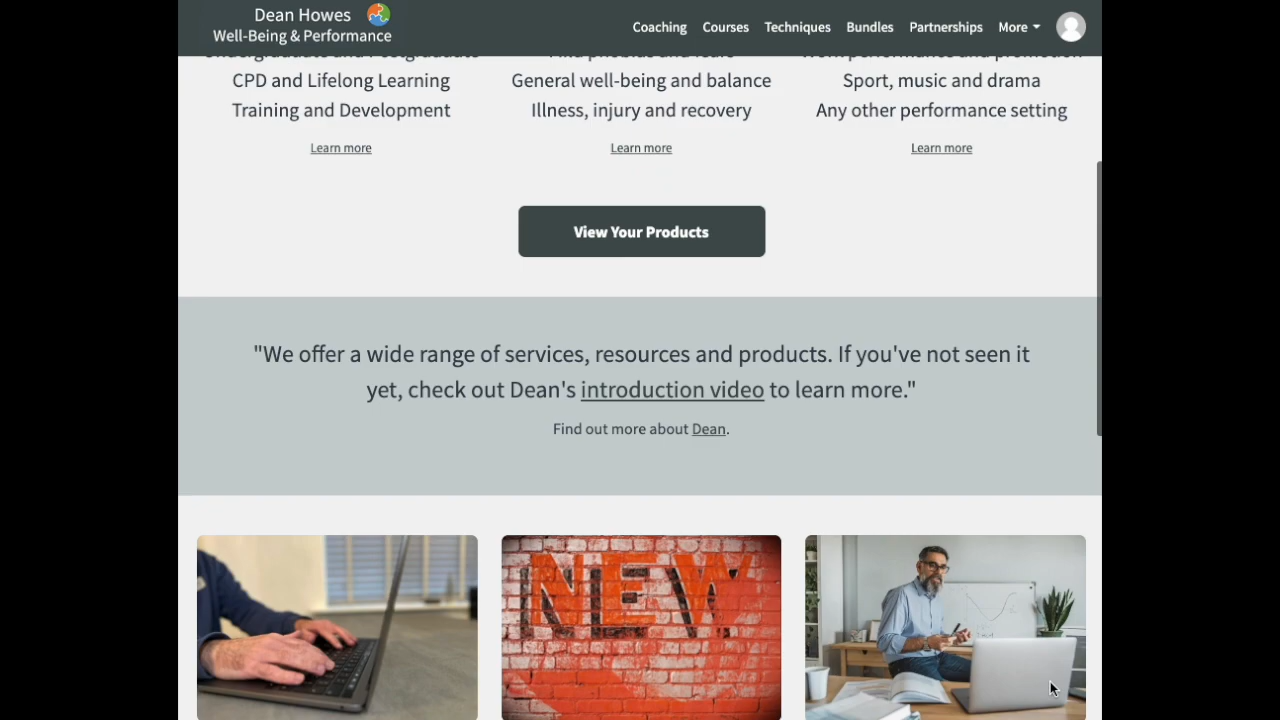 Dean Howes
Well-Being & Performance
Coaching
Courses
Techniques
Bundles
Partnerships
More
CPD and Lifelong Learning
General well-being and balance
Sport, music and drama
Training and Development
Illness, injury and recovery
Any other performance setting
Learn more
Learn more
Learn more
View Your Products
"We offer a wide range of services, resources and products. If you've not seen it
yet, check out Dean's introduction video to learn more."
Find out more about Dean.
NEW